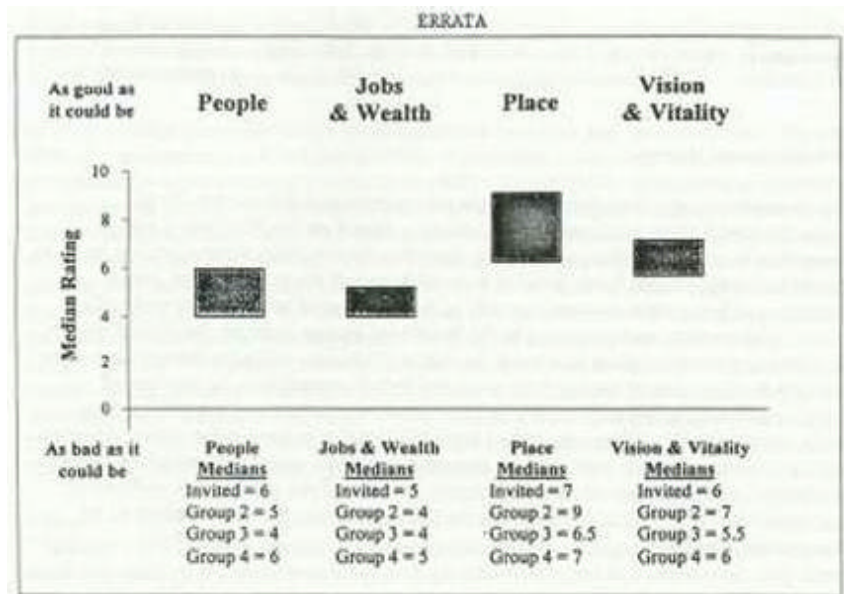 ERRATA
As good as
it could be
People
Jobs
& Wealth
Place
Vision
& Vitality
Median Rating
10
8
6
4
2
0
As bad as it
could be
People
Medians
Invited = 6
Group 2 = 5
Group 3 = 4
Group 4 = 6
Jobs & Wealth
Medians
Invited = 5
Group 2 = 4
Group 3 = 4
Group 4 = 5
Place
Medians
Invited = 7
Group 2 = 9
Group 3 = 6.5
Group 4 = 7
Vision & Vitality
Medians
Invited = 6
Group 2 = 7
Group 3 = 5.5
Group 4 = 6